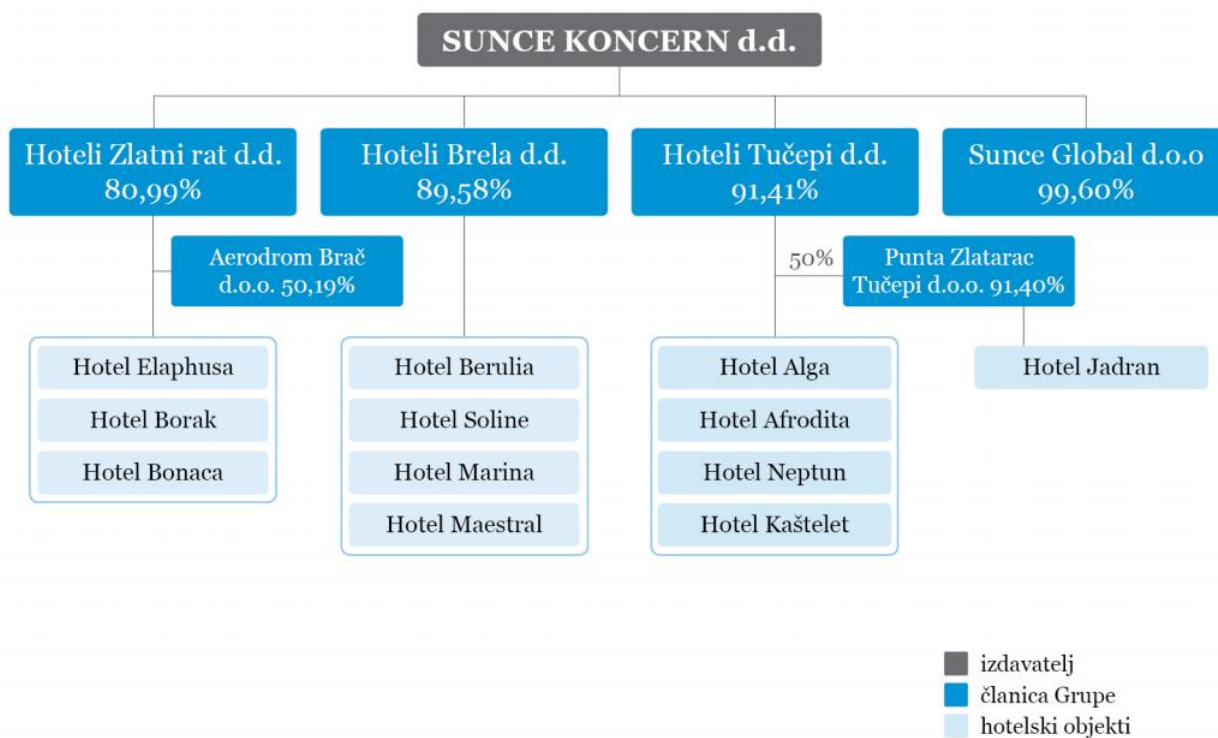 SUNCE KONCERN d.d.
Hoteli Zlatni rat d.d.
80,99%
Hoteli Brela d.d.
89,58%
Hoteli Tučepi d.d.
91,41%
Sunce Global d.o.o
99,60%
Aerodrom Brač
d.o.o. 50,19%
50%
Punta Zlatarac
Tučepi d.o.o. 91,40%
Hotel Elaphusa
Hotel Borak
Hotel Bonaca
Hotel Berulia
Hotel Soline
Hotel Marina
Hotel Maestral
Hotel Alga
Hotel Afrodita
Hotel Neptun
Hotel Kaštelet
Hotel Jadran
izdavatelj
članica Grupe
hotelski objekti